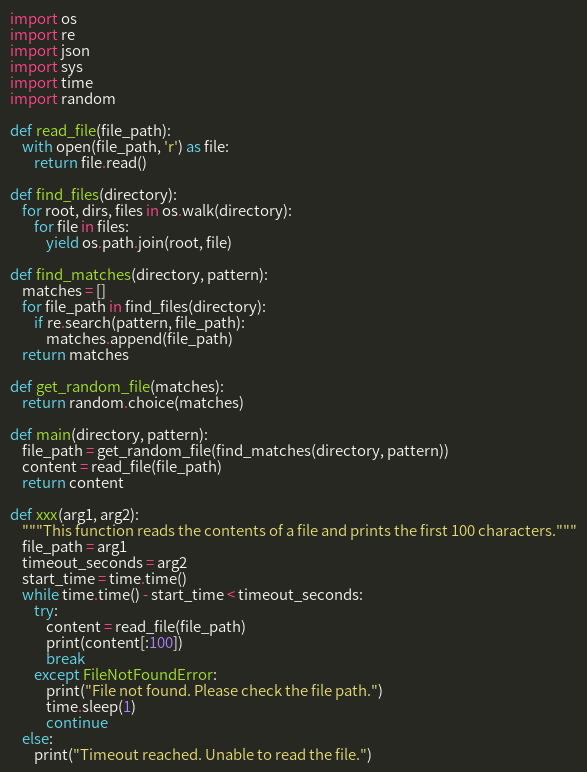 import os
import re
import json
import sys
import time
import random

def read_file(file_path):
    with open(file_path, 'r') as file:
        return file.read()

def find_files(directory):
    for root, dirs, files in os.walk(directory):
        for file in files:
            yield os.path.join(root, file)

def find_matches(directory, pattern):
    matches = []
    for file_path in find_files(directory):
        if re.search(pattern, file_path):
            matches.append(file_path)
    return matches

def get_random_file(matches):
    return random.choice(matches)

def main(directory, pattern):
    file_path = get_random_file(find_matches(directory, pattern))
    content = read_file(file_path)
    return content

def xxx(arg1, arg2):
    """This function reads the contents of a file and prints the first 100 characters."""
    file_path = arg1
    timeout_seconds = arg2
    start_time = time.time()
    while time.time() - start_time < timeout_seconds:
        try:
            content = read_file(file_path)
            print(content[:100])
            break
        except FileNotFoundError:
            print("File not found. Please check the file path.")
            time.sleep(1)
            continue
    else:
        print("Timeout reached. Unable to read the file.")